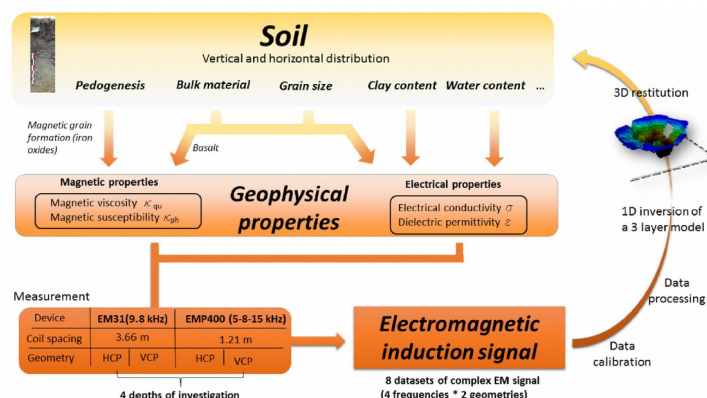 Soil
Vertical and horizontal distribution
Pedogenesis Bulk material Grain size Clay content Water content ...
3D restitution
Magnetic grain
formation (iron
oxides)
Basalt
Magnetic properties
Magnetic viscosity κqu
Magnetic susceptibility κph
Geophysical
properties
Electrical properties
Electrical conductivity σ
Dielectric permittivity ε
1D inversion of
a 3 layer model
Data
processing
Data
calibration
Measurement
Device EM31(9.8 kHz) EMP400 (5-8-15 kHz)
Coil spacing 3.66 m 1.21 m
Geometry HCP VCP HCP VCP
4 depths of investigation
Electromagnetic
induction signal
8 datasets of complex EM signal
(4 frequencies * 2 geometries)